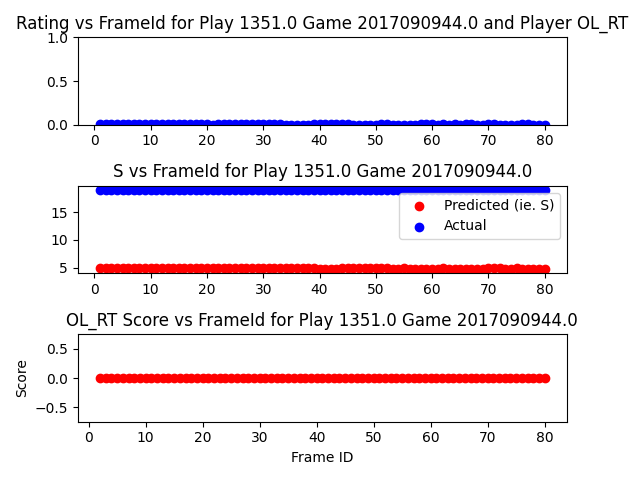 Rating vs FrameId for Play 1351.0 Game 2017090944.0 and Player OL_RT
1.0
0.5
0.0
0 10 20 30 40 50 60 70 80
S vs FrameId for Play 1351.0 Game 2017090944.0
Predicted (ie. S)
Actual
15
10
5
0 10 20 30 40 50 60 70 80
OL_RT Score vs FrameId for Play 1351.0 Game 2017090944.0
Score
0.5
0.0
−0.5
0 10 20 30 40 50 60 70 80
Frame ID